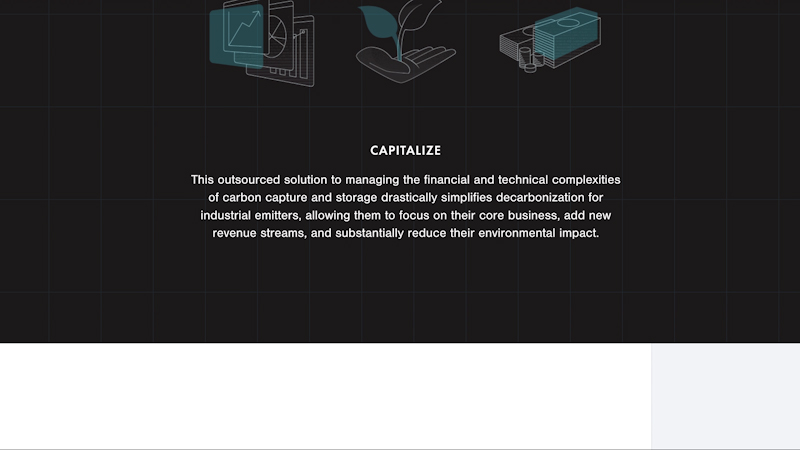 CAPITALIZE
This outsourced solution to managing the financial and technical complexities
of carbon capture and storage drastically simplifies decarbonization for
industrial emitters, allowing them to focus on their core business, add new
revenue streams, and substantially reduce their environmental impact.